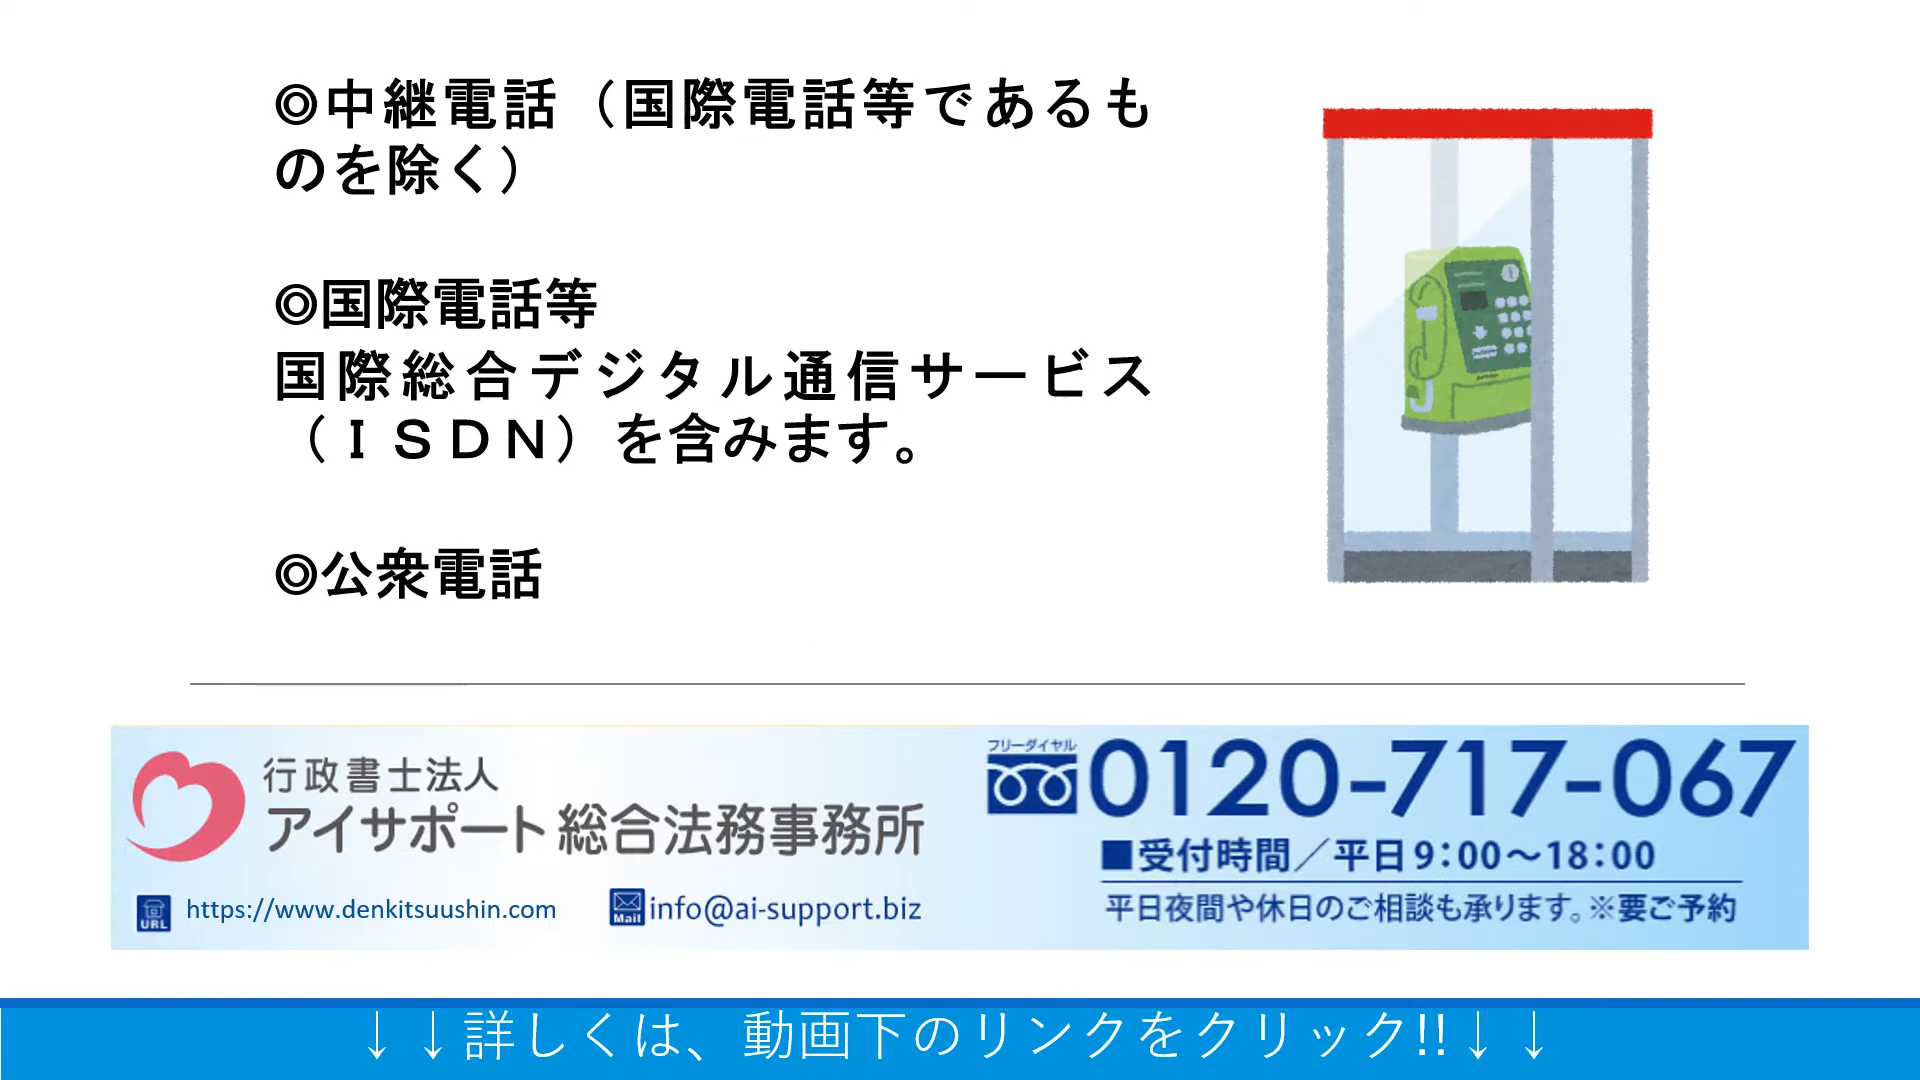 ◎中継電話（国際電話等であるも
のを除く）
◎国際電話等
国際総合デジタル通信サービス
（ＩＳＤＮ）を含みます。
◎公衆電話
行政書士法人
アイサポート総合法務事務所
URL https://www.denkitsuushin.com
Mail info@ai-support.biz
フリーダイヤル
0120-717-067
■受付時間／平日9:00〜18:00
平日夜間や休日のご相談も承ります。※要ご予約
↓↓詳しくは、動画下のリンクをクリック!!↓↓